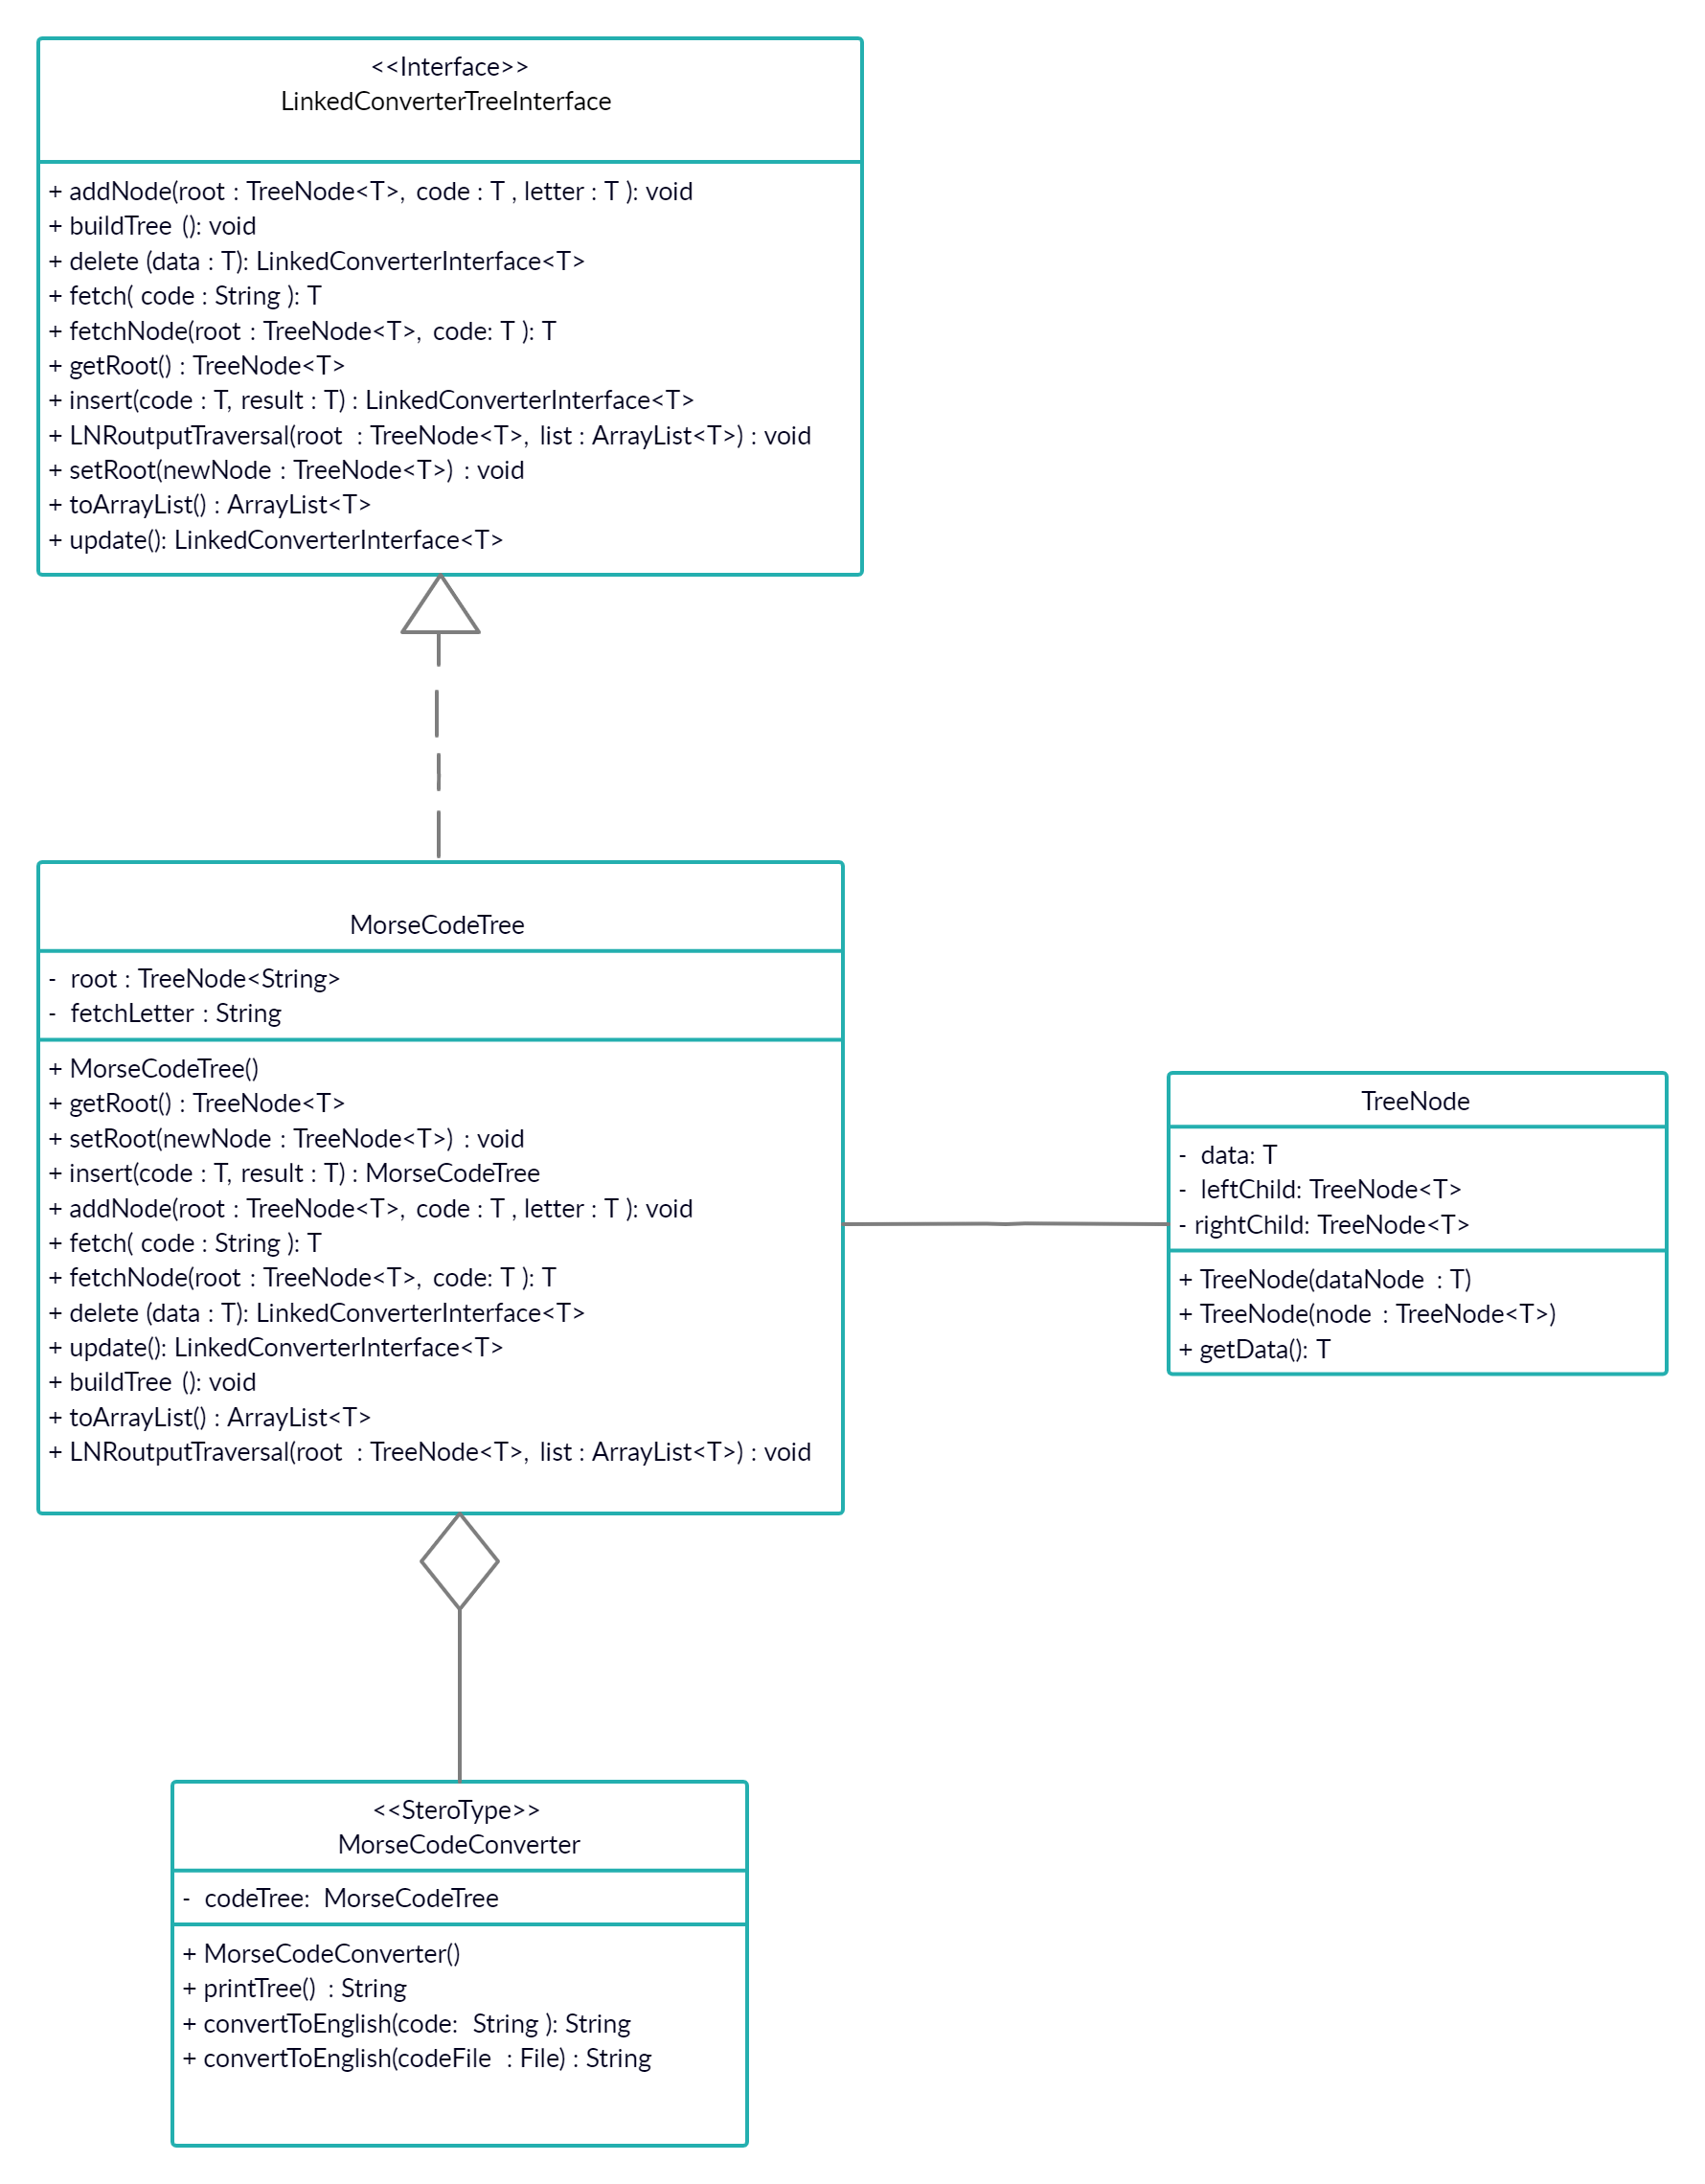 <<Interface>>
LinkedConverterTreeInterface
+ addNode(root : TreeNode<T>, code : T , letter : T ): void
+ buildTree (): void
+ delete (data : T): LinkedConverterInterface<T>
+ fetch( code : String ): T
+ fetchNode(root : TreeNode<T>, code: T ): T
+ getRoot() : TreeNode<T>
+ insert(code : T, result : T) : LinkedConverterInterface<T>
+ LNRoutputTraversal(root : TreeNode<T>, list : ArrayList<T>) : void
+ setRoot(newNode : TreeNode<T>) : void
+ toArrayList() : ArrayList<T>
+ update(): LinkedConverterInterface<T>
MorseCodeTree
- root : TreeNode<String>
- fetchLetter : String
+ MorseCodeTree()
+ getRoot() : TreeNode<T>
+ setRoot(newNode : TreeNode<T>) : void
+ insert(code : T, result : T) : MorseCodeTree
+ addNode(root : TreeNode<T>, code : T , letter : T ): void
+ fetch( code : String ): T
+ fetchNode(root : TreeNode<T>, code: T ): T
+ delete (data : T): LinkedConverterInterface<T>
+ update(): LinkedConverterInterface<T>
+ buildTree (): void
+ toArrayList() : ArrayList<T>
+ LNRoutputTraversal(root : TreeNode<T>, list : ArrayList<T>) : void
TreeNode
- data: T
- leftChild: TreeNode<T>
- rightChild: TreeNode<T>
+ TreeNode(dataNode : T)
+ TreeNode(node : TreeNode<T>)
+ getData(): T
<<SteroType>>
MorseCodeConverter
- codeTree: MorseCodeTree
+ MorseCodeConverter()
+ printTree() : String
+ convertToEnglish(code: String ): String
+ convertToEnglish(codeFile : File) : String